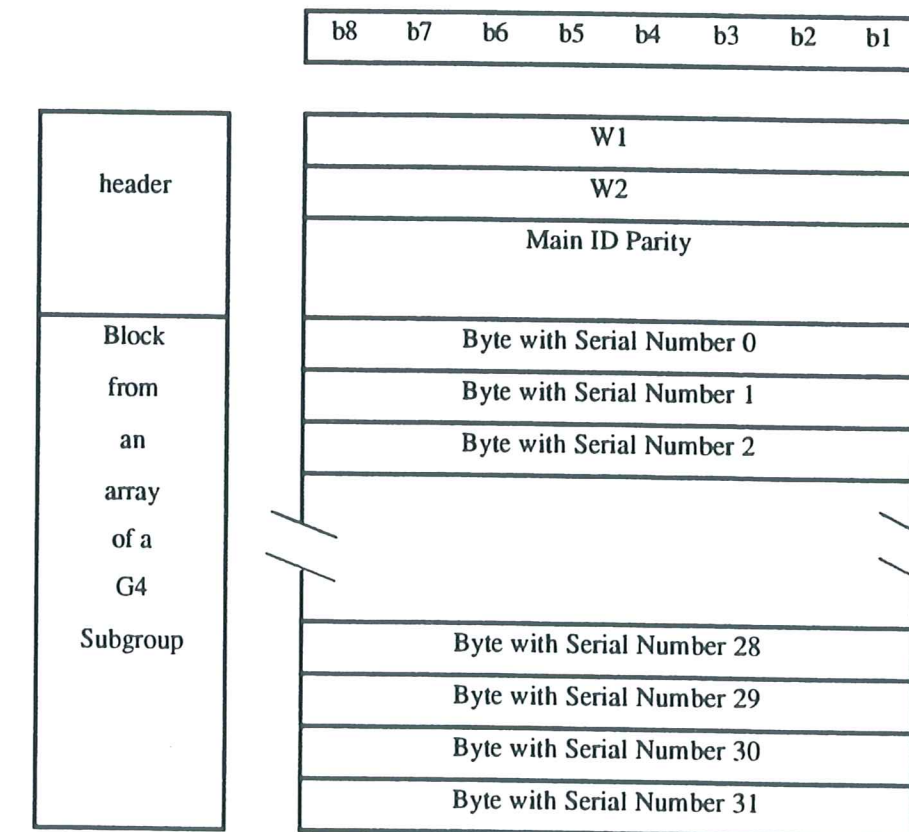 b8 b7 b6 b5 b4 b3 b2 b1
header
W1
W2
Main ID Parity
Block
from
an
array
of a
G4
Subgroup
Byte with Serial Number 0
Byte with Serial Number 1
Byte with Serial Number 2
Byte with Serial Number 28
Byte with Serial Number 29
Byte with Serial Number 30
Byte with Serial Number 31